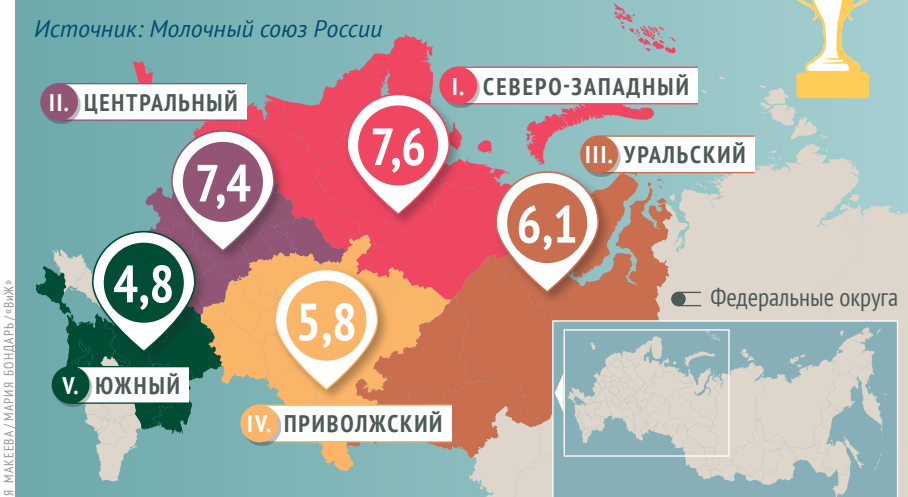 Источник: Молочный союз России
I. СЕВЕРО-ЗАПАДНЫЙ
7,6
II. ЦЕНТРАЛЬНЫЙ
7,4
III. УРАЛЬСКИЙ
6,1
4,8
5,8
Федеральные округа
V. ЮЖНЫЙ
IV. ПРИВОЛЖСКИЙ
Я МАКЕЕВА / МАРИЯ БОНДАРЬ / «ВиЖ»